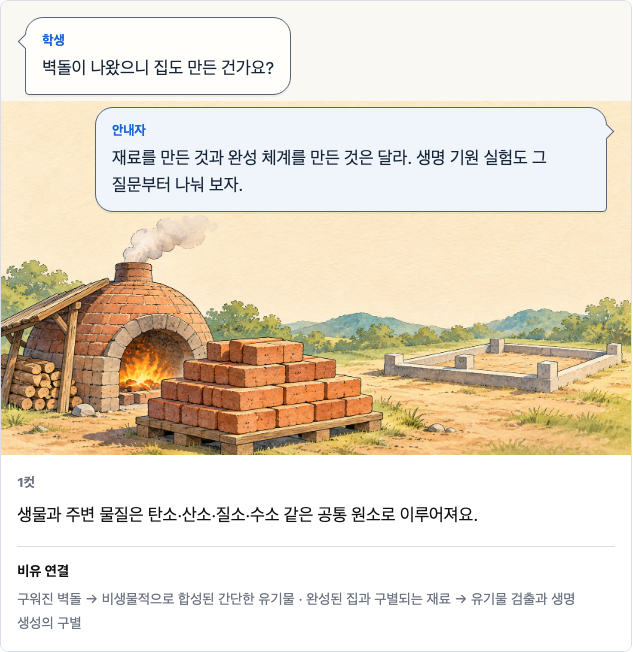 학생
벽돌이 나왔으니 집도 만든 건가요?
안내자
재료를 만든 것과 완성 체계를 만든 것은 달라. 생명 기원 실험도 그
질문부터 나눠 보자.
1컷
생물과 주변 물질은 탄소·산소·질소·수소 같은 공통 원소로 이루어져요.
비유 연결
구워진 벽돌 → 비생물적으로 합성된 간단한 유기물 · 완성된 집과 구별되는 재료 → 유기물 검출과 생명
생성의 구별